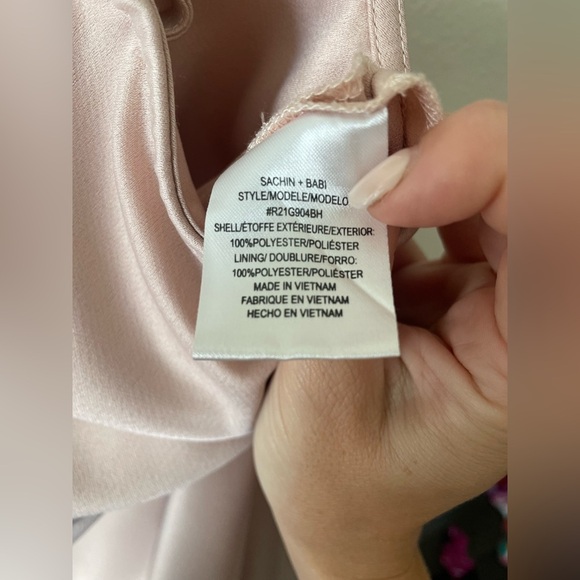 SACHIN + BABI
STYLE/MODELE/MODELO
#R21G904BH
SHELL/ÉTOFFE EXTÉRIEURE/EXTERIOR:
100%POLYESTER/POLIÉSTER
LINING/ DOUBLURE/FORRO:
100%POLYESTER/POLIÉSTER
MADE IN VIETNAM
FABRIQUE EN VIETNAM
HECHO EN VIETNAM